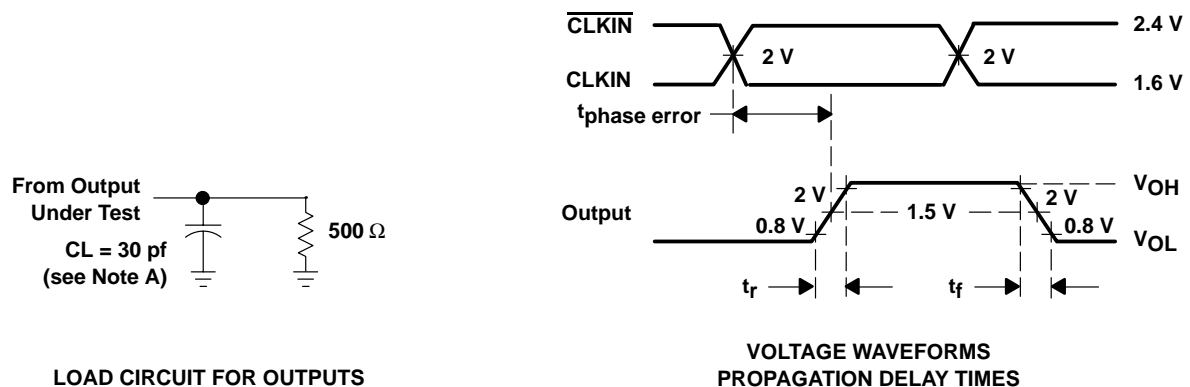 From Output
Under Test
CL = 30 pf
(see Note A)
500 Ω
LOAD CIRCUIT FOR OUTPUTS
CLKIN
2.4 V
2 V
2 V
CLKIN
1.6 V
tphase error
Output
2 V
0.8 V
1.5 V
VOH
2 V
0.8 V
VOL
tr
tf
VOLTAGE WAVEFORMS
PROPAGATION DELAY TIMES